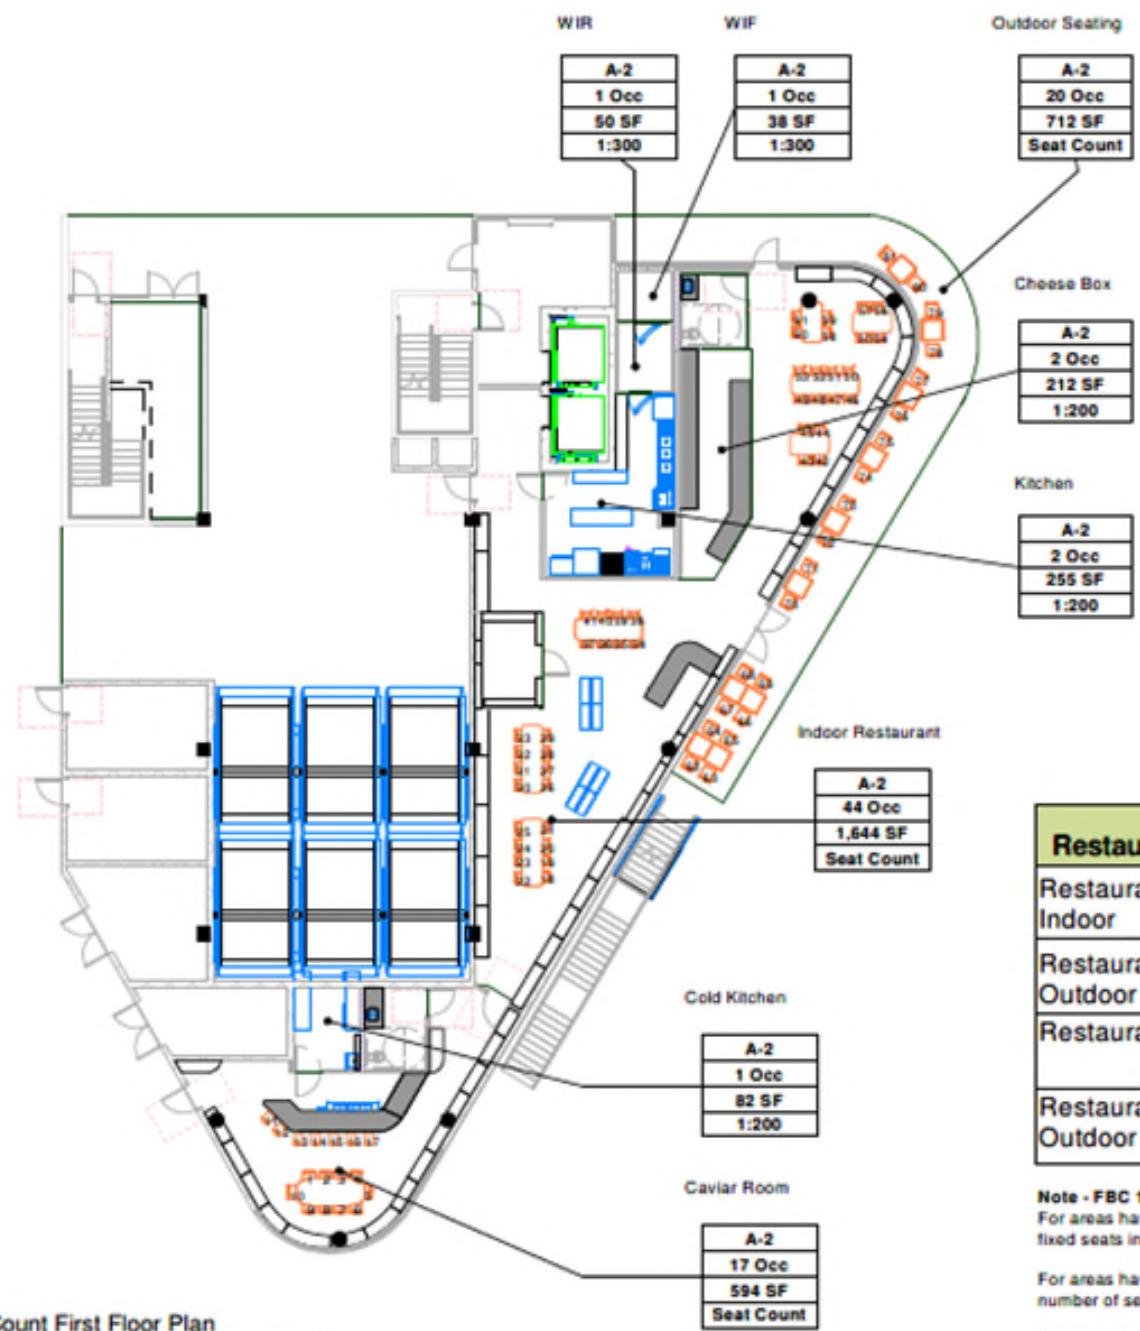 WIR
WIF
Outdoor Seating
A-2
1 Occ
50 SF
1:300
A-2
1 Occ
38 SF
1:300
A-2
20 Occ
712 SF
Seat Count
Cheese Box
A-2
2 Occ
212 SF
1:200
Kitchen
A-2
2 Occ
255 SF
1:200
Indoor Restaurant
A-2
44 Occ
1,644 SF
Seat Count
Restau
Restaura
Indoor
Restaura
Outdoor
Restaura
Restaura
Outdoor
Cold Kitchen
A-2
1 Occ
82 SF
1:200
Caviar Room
A-2
17 Occ
594 SF
Seat Count
Note - FBC 1
For areas ha
fixed seats in
For areas ha
number of se
Count First Floor Plan